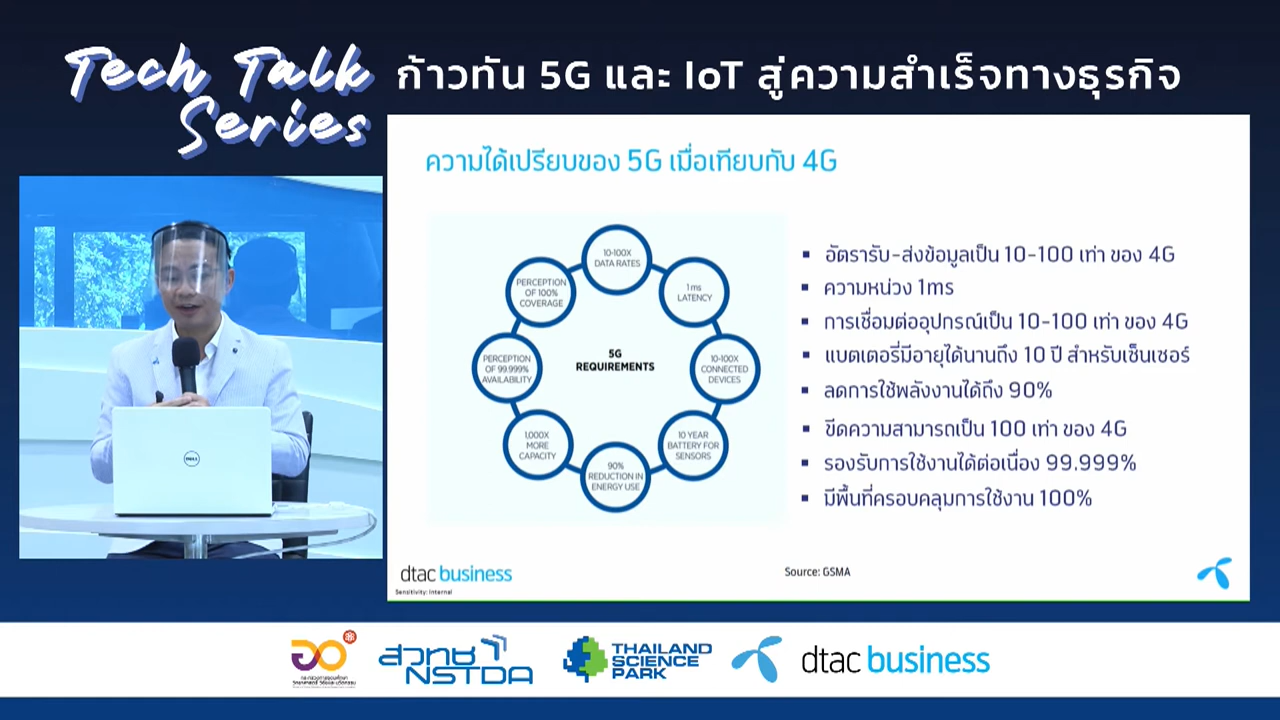 Tech Talk
Series
ก้าวทัน 5G และ IoT สู่ความสำเร็จทางธุรกิจ
ความได้เปรียบของ 5G เมื่อเทียบกับ 4G
10-100X
DATA RATES
1 ms
LATENCY
10-100X
CONNECTED
DEVICES
10 YEAR
BATTERY FOR
SENSORS
90%
REDUCTION IN
ENERGY USE
1,000X
MORE
CAPACITY
PERCEPTION
OF 99.999%
AVAILABILITY
PERCEPTION
OF 100%
COVERAGE
5G
REQUIREMENTS
▪ อัตรารับ-ส่งข้อมูลเป็น 10-100 เท่า ของ 4G
▪ ความหน่วง 1ms
▪ การเชื่อมต่ออุปกรณ์เป็น 10-100 เท่า ของ 4G
▪ แบตเตอรี่มีอายุได้นานถึง 10 ปี สำหรับเซ็นเซอร์
▪ ลดการใช้พลังงานได้ถึง 90%
▪ ขีดความสามารถเป็น 100 เท่า ของ 4G
▪ รองรับการใช้งานได้ต่อเนื่อง 99.999%
▪ มีพื้นที่ครอบคลุมการใช้งาน 100%
dtac business
Sensitivity: Internal
Source: GSMA
DELL
สวทช
NSTDA
THAILAND
SCIENCE
PARK
dtac business